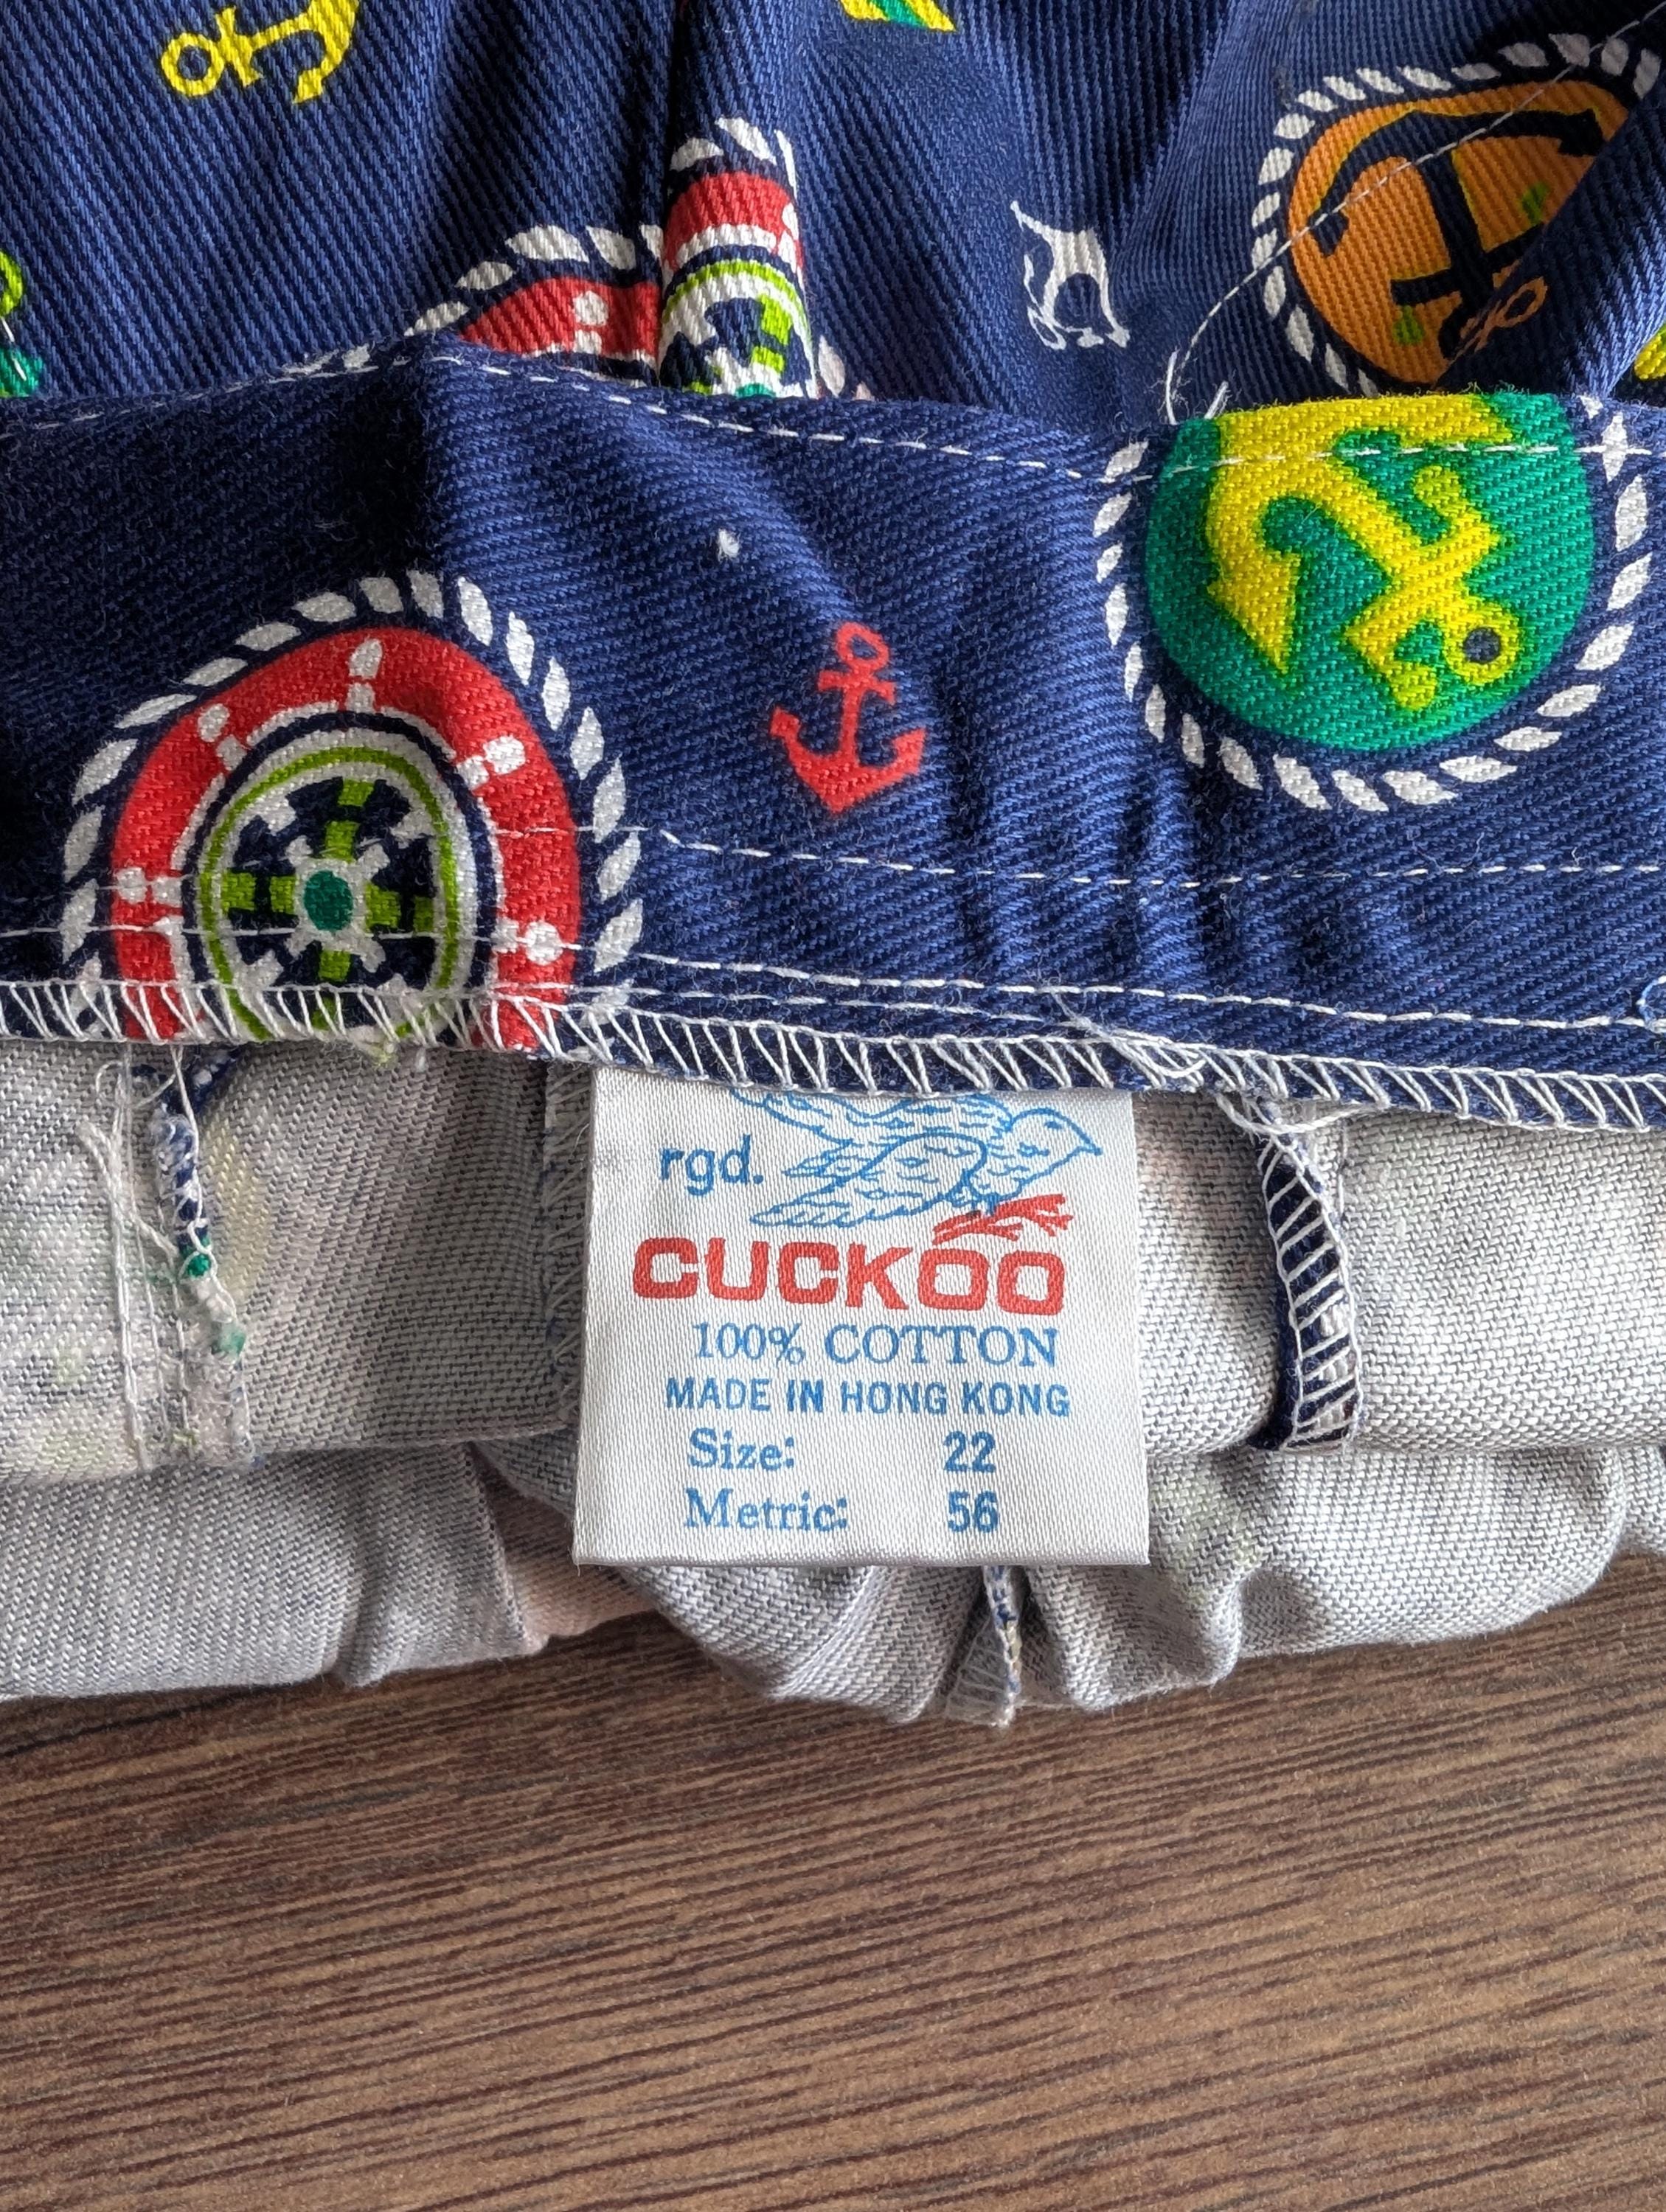 rgd.
CUCKOO
100% COTTON
MADE IN HONG KONG
Size: 22
Metric: 56